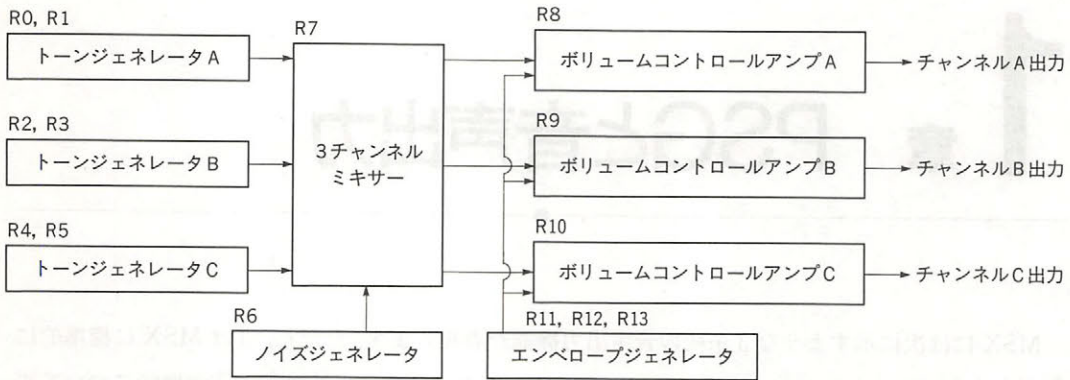 R0, R1
トーンジェネレータA
R2, R3
トーンジェネレータB
R4, R5
トーンジェネレータC
R7
3チャンネル
ミキサー
R6
ノイズジェネレータ
R8
ボリュームコントロールアンプA
チャンネルA出力
R9
ボリュームコントロールアンプB
チャンネルB出力
R10
ボリュームコントロールアンプC
チャンネルC出力
R11, R12, R13
エンベロープジェネレータ